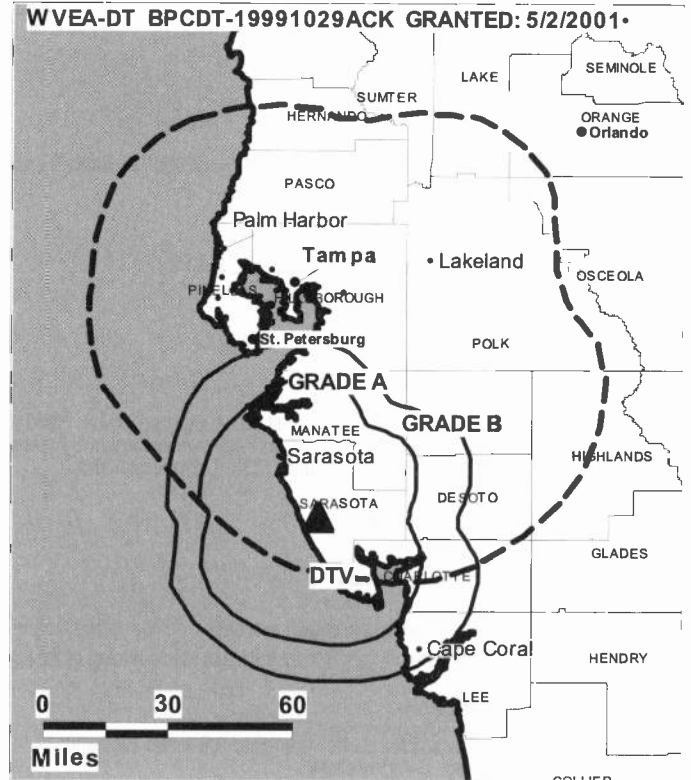 WVEA-DT BPCDT-19991029ACK GRANTED: 5/2/2001•
SEMINOLE
LAKE
SUMTER
HERNANDO
ORANGE
Orlando
PASCO
Palm Harbor
Tampa
Lakeland
OSCEOLA
PINELLAS
HILLSBOROUGH
St. Petersburg
POLK
GRADE A
GRADE B
MANATEE
Sarasota
HIGHLANDS
SARASOTA
DESOTO
GLADES
DTV
CHARLOTTE
Cape Coral
HENDRY
LEE
0 30 60
Miles
COLLIER